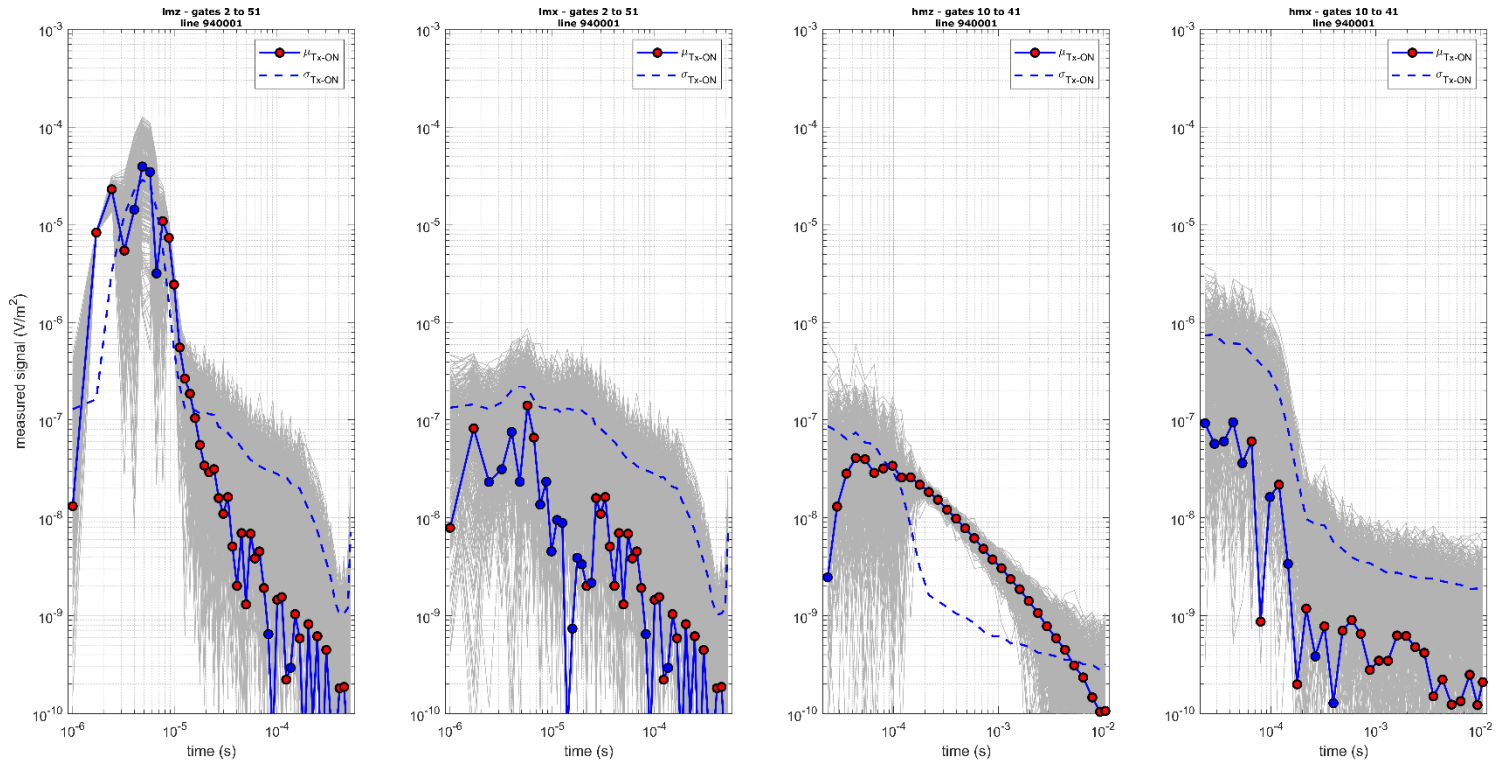 lmz - gates 2 to 51
line 940001
μTx-ON
σTx-ON
10⁻³
10⁻⁴
10⁻⁵
10⁻⁶
10⁻⁷
10⁻⁸
10⁻⁹
10⁻¹⁰
measured signal (V/m²)
10⁻⁶ 10⁻⁵ 10⁻⁴
time (s)
lmx - gates 2 to 51
line 940001
μTx-ON
σTx-ON
10⁻³
10⁻⁴
10⁻⁵
10⁻⁶
10⁻⁷
10⁻⁸
10⁻⁹
10⁻¹⁰
10⁻⁶ 10⁻⁵ 10⁻⁴
time (s)
hmz - gates 10 to 41
line 940001
μTx-ON
σTx-ON
10⁻³
10⁻⁴
10⁻⁵
10⁻⁶
10⁻⁷
10⁻⁸
10⁻⁹
10⁻¹⁰
10⁻⁴ 10⁻³ 10⁻²
time (s)
hmx - gates 10 to 41
line 940001
μTx-ON
σTx-ON
10⁻³
10⁻⁴
10⁻⁵
10⁻⁶
10⁻⁷
10⁻⁸
10⁻⁹
10⁻¹⁰
10⁻⁴ 10⁻³ 10⁻²
time (s)